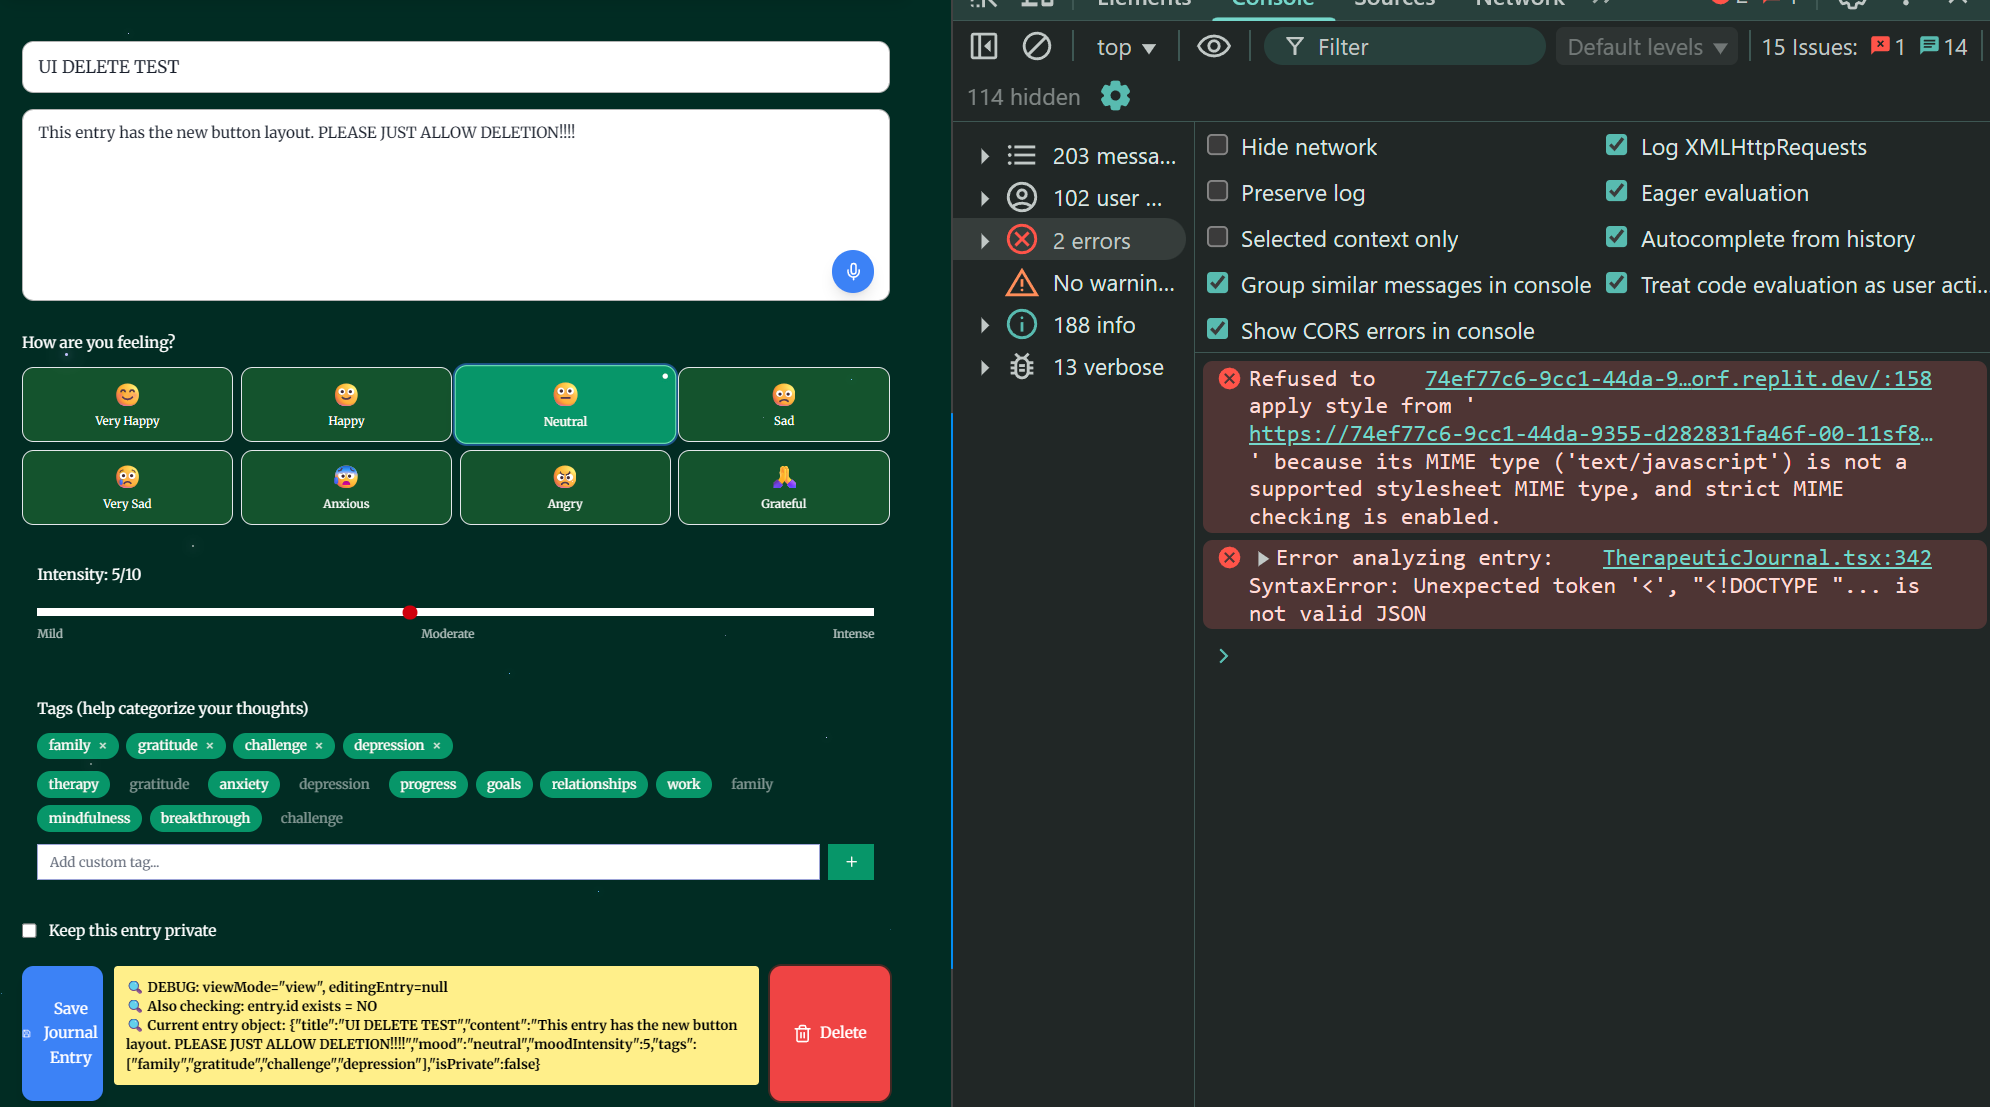 UI DELETE TEST
This entry has the new button layout. PLEASE JUST ALLOW DELETION!!!!
How are you feeling?
Very Happy
Happy
Neutral
Sad
Very Sad
Anxious
Angry
Grateful
Intensity: 5/10
Mild
Moderate
Intense
Tags (help categorize your thoughts)
family × gratitude × challenge × depression ×
therapy gratitude anxiety depression progress goals relationships work family
mindfulness breakthrough challenge
Add custom tag...
+
Keep this entry private
Save
Journal
Entry
🔍 DEBUG: viewMode="view", editingEntry=null
🔍 Also checking: entry.id exists = NO
🔍 Current entry object: {"title":"UI DELETE TEST","content":"This entry has the new button
layout. PLEASE JUST ALLOW DELETION!!!!","mood":"neutral","moodIntensity":5,"tags":
["family","gratitude","challenge","depression"],"isPrivate":false}
Delete
Elements Console Sources Network
top Filter Default levels 15 Issues: 1 14
114 hidden
203 messa...
102 user ...
2 errors
No warnin...
188 info
13 verbose
Hide network
Log XMLHttpRequests
Preserve log
Eager evaluation
Selected context only
Autocomplete from history
Group similar messages in console
Treat code evaluation as user acti...
Show CORS errors in console
Refused to 74ef77c6-9cc1-44da-9…orf.replit.dev/:158
apply style from '
https://74ef77c6-9cc1-44da-9355-d282831fa46f-00-11sf8…
' because its MIME type ('text/javascript') is not a
supported stylesheet MIME type, and strict MIME
checking is enabled.
Error analyzing entry: TherapeuticJournal.tsx:342
SyntaxError: Unexpected token '<', "<!DOCTYPE "... is
not valid JSON